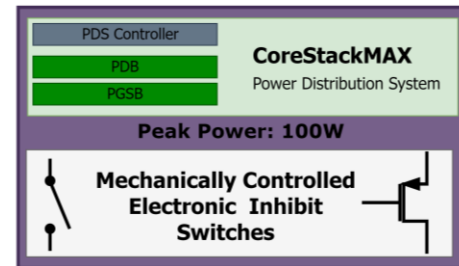 PDS Controller
PDB
PGSB
CoreStackMAX
Power Distribution System
Peak Power: 100W
Mechanically Controlled
Electronic Inhibit
Switches